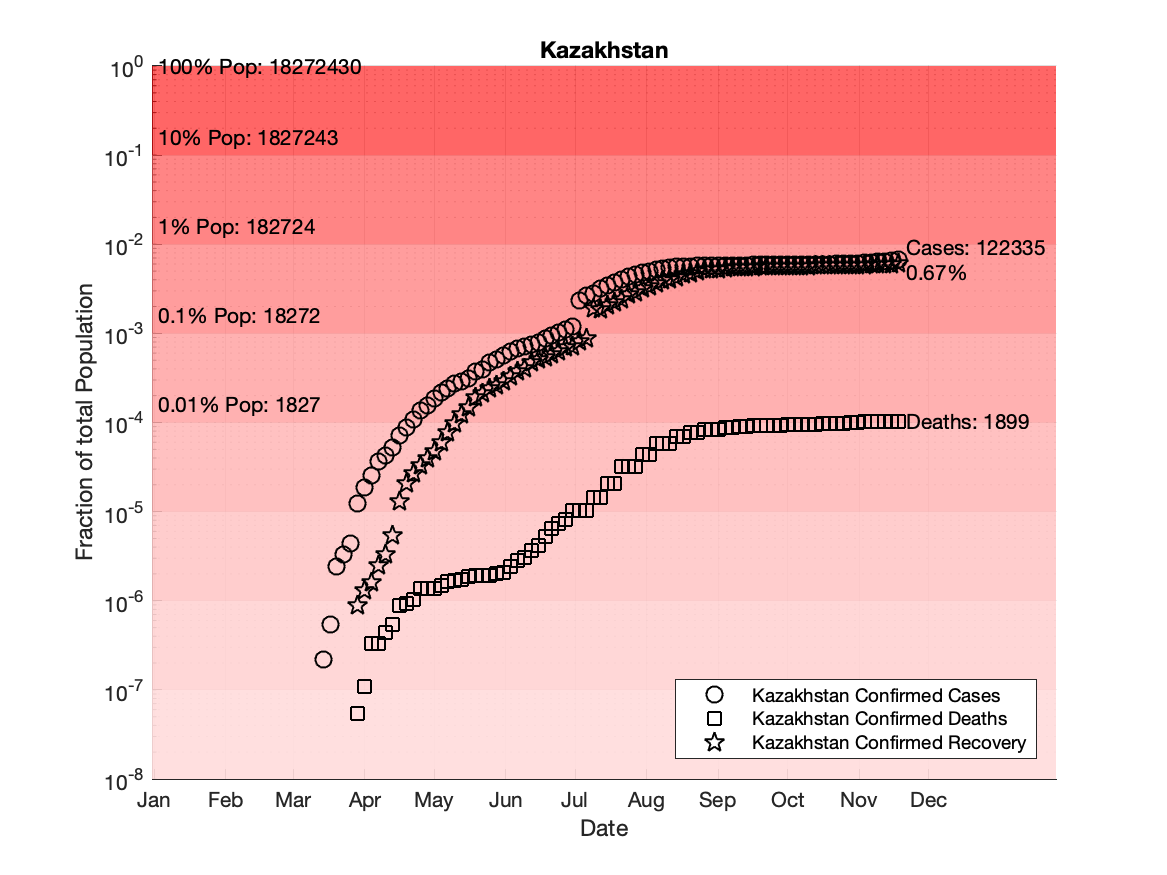 Kazakhstan
10^0
100% Pop: 18272430
10% Pop: 1827243
10^-1
1% Pop: 182724
10^-2
Cases: 122335
0.67%
0.1% Pop: 18272
10^-3
0.01% Pop: 1827
10^-4
Deaths: 1899
10^-5
10^-6
10^-7
10^-8
Fraction of total Population
Kazakhstan Confirmed Cases
Kazakhstan Confirmed Deaths
Kazakhstan Confirmed Recovery
Jan Feb Mar Apr May Jun Jul Aug Sep Oct Nov Dec
Date